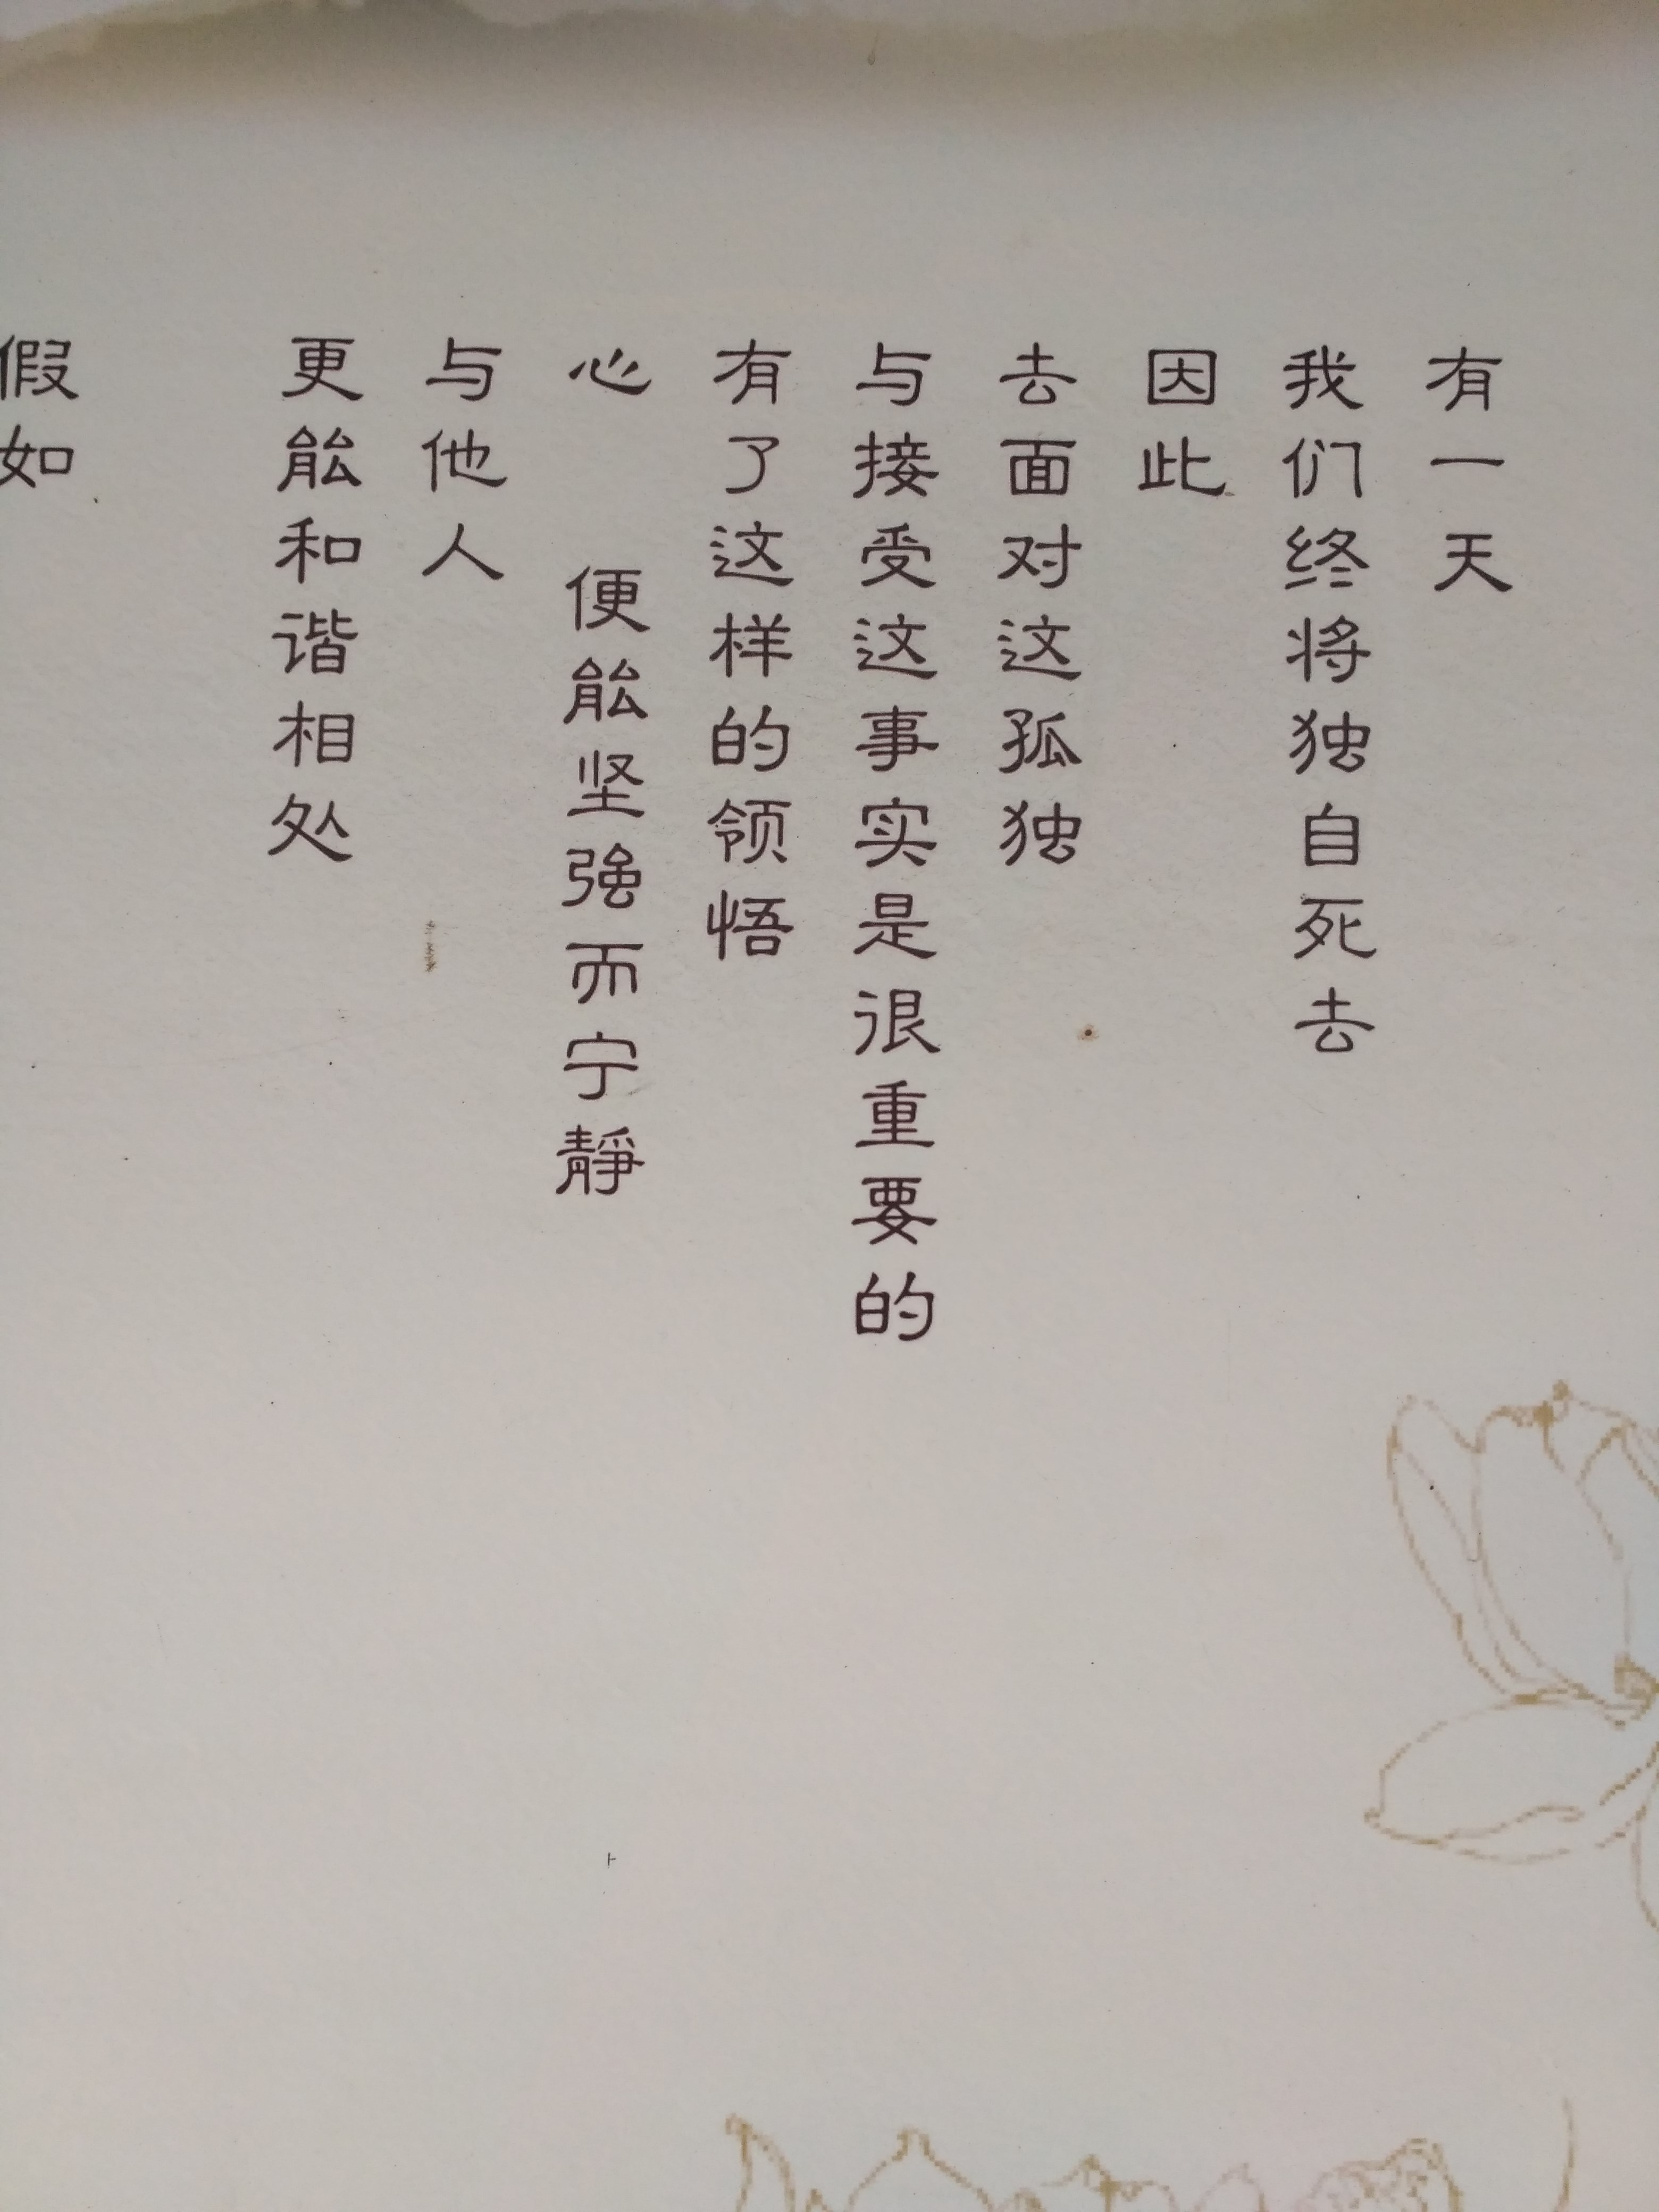 有一天
我们终将独自死去
因此
去面对这孤独
与接受这事实是很重要的
有了这样的领悟
心 便能坚强而宁静
与他人
更能和谐相处
假如